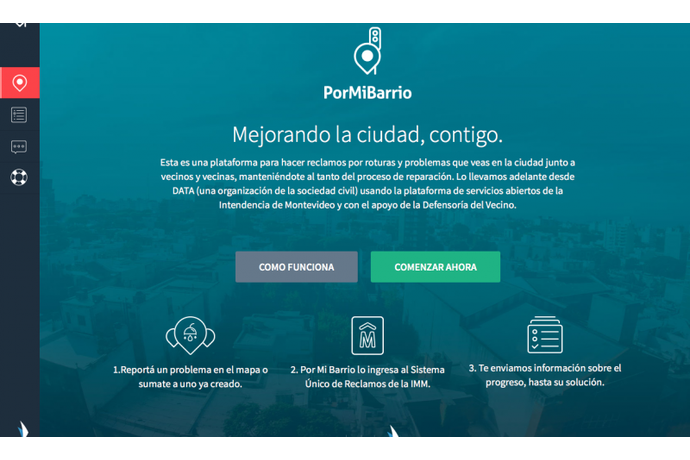 PorMiBarrio
Mejorando la ciudad, contigo.
Esta es una plataforma para hacer reclamos por roturas y problemas que veas en la ciudad junto a
vecinos y vecinas, manteniéndote al tanto del proceso de reparación. Lo llevamos adelante desde
DATA (una organización de la sociedad civil) usando la plataforma de servicios abiertos de la
Intendencia de Montevideo y con el apoyo de la Defensoría del Vecino.
COMO FUNCIONA
COMENZAR AHORA
1.Reportá un problema en el mapa o
sumate a uno ya creado.
2. Por Mi Barrio lo ingresa al Sistema
Único de Reclamos de la IMM.
3. Te enviamos información sobre el
progreso, hasta su solución.